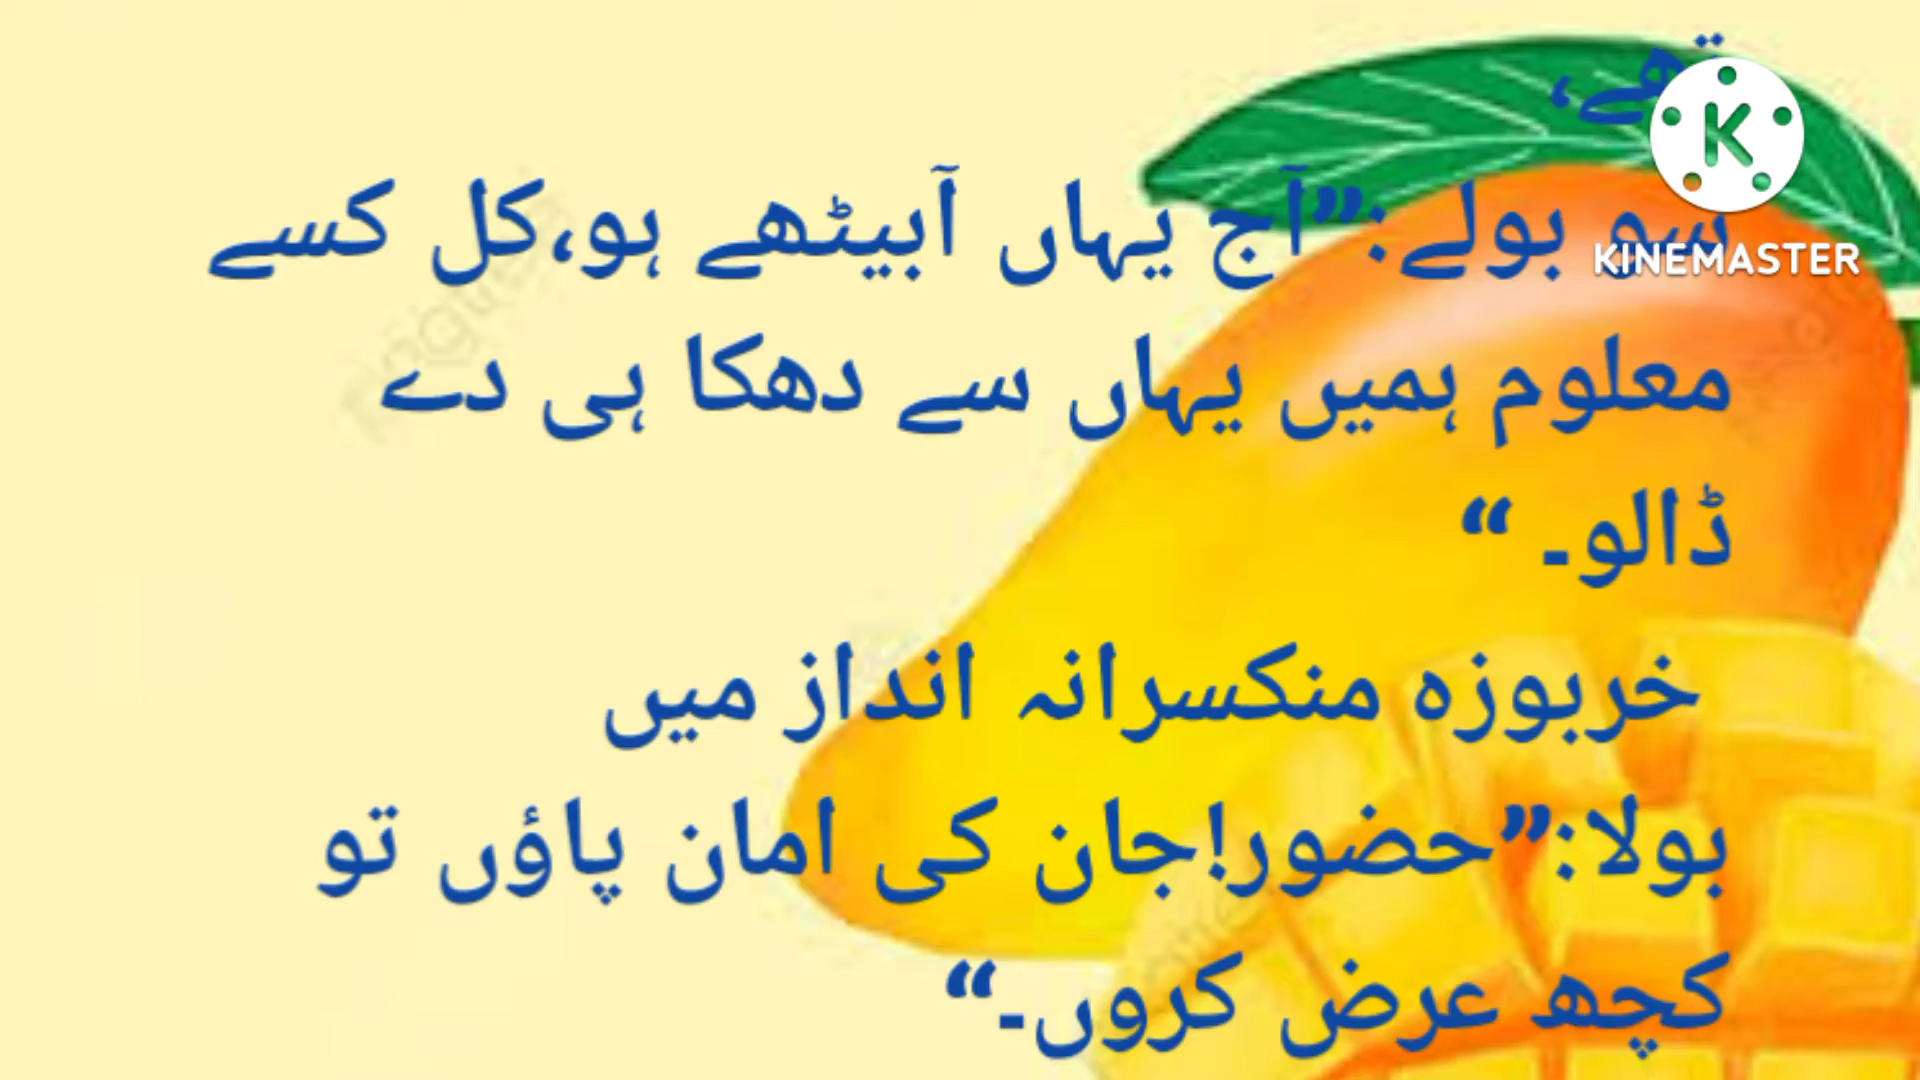 تھے،
KINEMASTER
سو بولے:”آج یہاں آبیٹھے ہو،کل کسے
معلوم ہمیں یہاں سے دھکا ہی دے
ڈالو۔ “
خربوزہ منکسرانہ انداز میں
بولا:”حضور!جان کی امان پاؤں تو
کچھ عرض کروں۔“